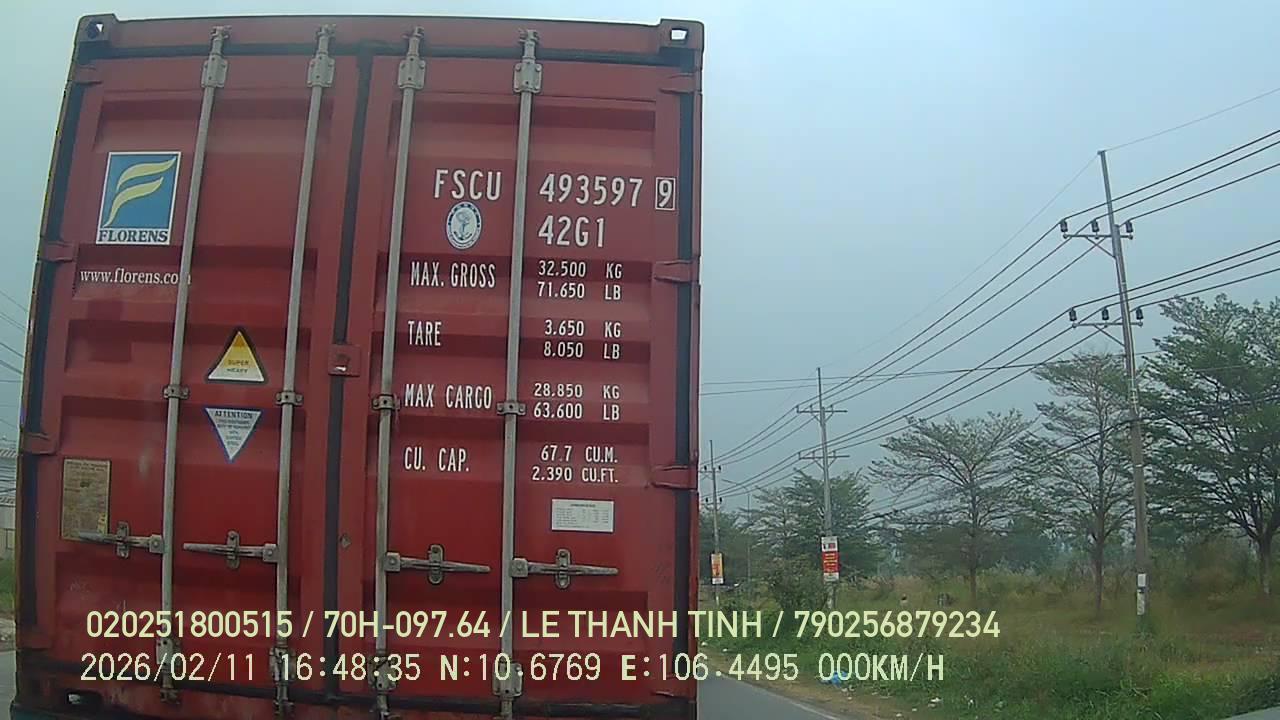 FLORENS
www.florens.co
SUPER
HEAVY
ATTENTION
FSCU 493597 9
42G1
MAX. GROSS 32.500 KG
71.650 LB
TARE 3.650 KG
8.050 LB
MAX CARGO 28.850 KG
63.600 LB
CU. CAP. 67.7 CU.M.
2.390 CU.FT.
020251800515 / 70H-097.64 / LE THANH TINH / 790256879234
2026/02/11 16:48:35 N:10.6769 E:106.4495 000KM/H